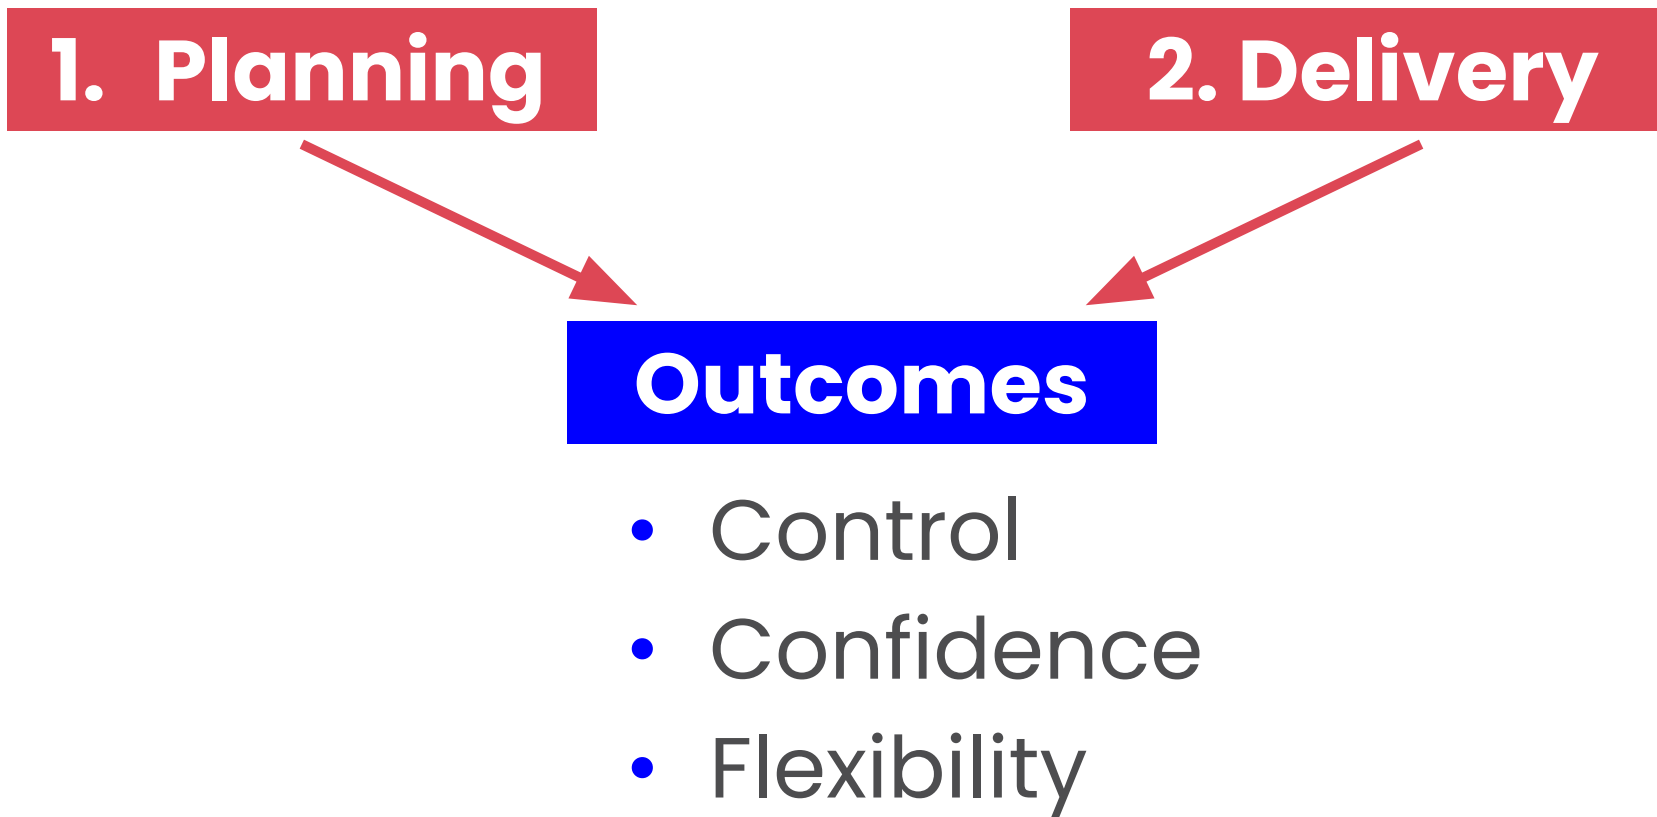 1. Planning
2. Delivery
Outcomes
• Control
• Confidence
• Flexibility